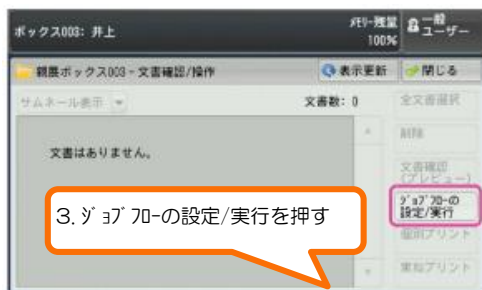 ボックス003: 井上
ﾒﾓﾘｰ残量
100%
一般
ユーザー
親展ボックス003 - 文書確認/操作
表示更新
閉じる
サムネール表示
文書数: 0
全文書選択
削除
文書はありません。
文書確認
(プレビュー)
ｼﾞｮﾌﾞﾌﾛｰの
設定/実行
3. ｼﾞｮﾌﾞﾌﾛｰの設定/実行を押す
個別プリント
束ねプリント